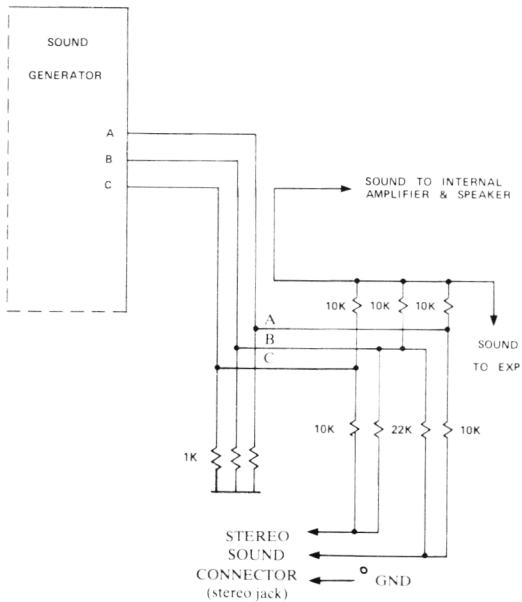 SOUND
GENERATOR
A
B
C
SOUND TO INTERNAL
AMPLIFIER & SPEAKER
10K 10K 10K
A
B
C
SOUND
TO EXP
10K 22K 10K
1K
STEREO
SOUND
CONNECTOR
(stereo jack)
GND